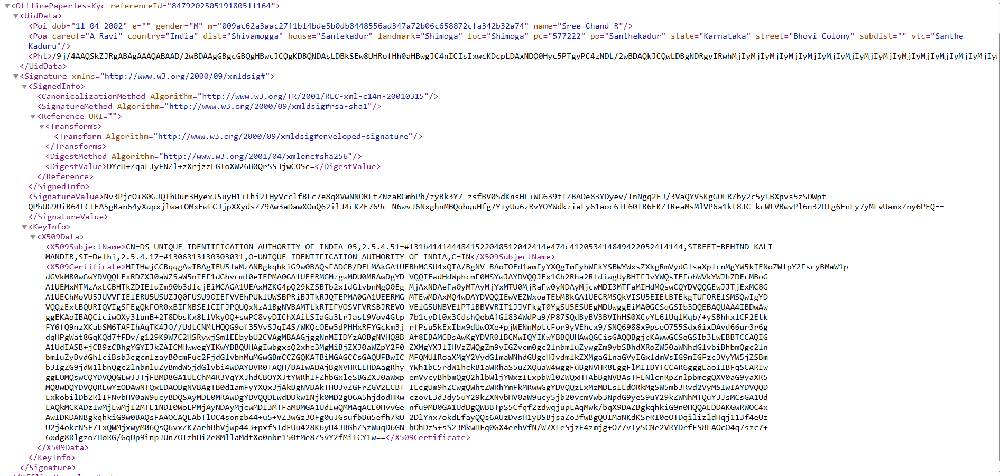 ▼<OfflinePaperlessKyc referenceId="847920250519180511164">
▼<UidData>
<Poi dob="11-04-2002" e="" gender="M" m="009ac62a3aac27f1b14bde5b0db8448556ad347a72b06c658872cfa342b32a74" name="Sree Chand R"/>
<Poa careof="A Ravi" country="India" dist="Shivamogga" house="Santekadur" landmark="Shimoga" loc="Shimoga" pc="577222" po="Santhekadur" state="Karnataka" street="Bhovi Colony" subdist="" vtc="Santhe
Kaduru"/>
<Pht>/9j/4AAQSkZJRgABAgAAAQABAAD/2wBDAAgGBgcGBQgHBwcJCQgKDBQNDAsLDBkSEw8UHRofHh0aHBwgJC4nICIsIxwcKDcpLDAxNDQ0Hyc5PTgyPC4zNDL/2wBDAQkJCQwLDBgNDRgyIRwhMjIyMjIyMjIyMjIyMjIyMjIyMjIyMjIyMjIyMjIyMjIyMjIyMjIyMjIyMjIyMjIyMjIyMjIy
</UidData>
▼<Signature xmlns="http://www.w3.org/2000/09/xmldsig#">
▼<SignedInfo>
<CanonicalizationMethod Algorithm="http://www.w3.org/TR/2001/REC-xml-c14n-20010315"/>
<SignatureMethod Algorithm="http://www.w3.org/2000/09/xmldsig#rsa-sha1"/>
▼<Reference URI="">
▼<Transforms>
<Transform Algorithm="http://www.w3.org/2000/09/xmldsig#enveloped-signature"/>
</Transforms>
<DigestMethod Algorithm="http://www.w3.org/2001/04/xmlenc#sha256"/>
<DigestValue>DYcH+ZqaLJyFNZl+zXrjzzEGIoXW26B0QrSS3jwCOSc=</DigestValue>
</Reference>
</SignedInfo>
<SignatureValue>Nv3PjcO+80GJQIbUur3HyexJSuyH1+Thi2IHyVcclfBLc7e8q8VwNNORFtZNzaRGmhPb/zyBk3Y7 zsfBV0SdKnsHL+WG639tTZBAOe83YDyev/TnNgq2EJ/3VaQYV5KgGOFRZby2c5yFBXpvs5zSOWpt
QPhUG9UiB64FCTEA5gRan64yXupxjlwa+OMxEwFCJjpXXydsZ79Aw3aDawXOnQ62ilJ4cKZE769c N6wvJ6NxghnMBQohquHfg7Y+yUu6zRvYOYWdkziaLy61aoc6IF60IR6EKZTReaMsMlVP6a1kt8JC kcWtVBwvPl6n32DIg6EnLy7yMLvUamxZny6PEQ==
</SignatureValue>
▼<KeyInfo>
▼<X509Data>
<X509SubjectName>CN=DS UNIQUE IDENTIFICATION AUTHORITY OF INDIA 05,2.5.4.51=#131b4141444841522048512042414e474c4120534148494220524f4144,STREET=BEHIND KALI
MANDIR,ST=Delhi,2.5.4.17=#1306313130303031,O=UNIQUE IDENTIFICATION AUTHORITY OF INDIA,C=IN</X509SubjectName>
<X509Certificate>MIIHwjCCBqqgAwIBAgIEU5laMzANBgkqhkiG9w0BAQsFADCB/DELMAkGA1UEBhMCSU4xQTA/BgNV BAoTOEd1amFyYXQgTmFybWFkYSBWYWxsZXkgRmVydGlsaXplcnMgYW5kIENoZW1pY2FscyBMaW1p
dGVkMR0wGwYDVQQLExRDZXJ0aWZ5aW5nIEF1dGhvcml0eTEPMA0GA1UEERMGMzgwMDU0MRAwDgYD VQQIEwdHdWphcmF0MSYwJAYDVQQJEx1Cb2Rha2RldiwgUyBHIFJvYWQsIEFobWVkYWJhZDEcMBoG
A1UEMxMTMzAxLCBHTkZDIEluZm90b3dlcjEiMCAGA1UEAxMZKG4pQ29kZSBTb2x1dGlvbnMgQ0Eg MjAxNDAeFw0yMTAyMjYxMTU0MjRaFw0yNDAyMjcwMDI3MTFaMIHdMQswCQYDVQQGEwJJTjExMC8G
A1UEChMoVU5JUVVFIElERU5USUZJQ0FUSU9OIEFVVEhPUklUWSBPRiBJTkRJQTEPMA0GA1UEERMG MTEwMDAxMQ4wDAYDVQQIEwVEZWxoaTEbMBkGA1UECRMSQkVISU5EIEtBTEkgTUFORElSMSQwIgYD
VQQzExtBQURIQVIgSFEgQkFOR0xBIFNBSElCIFJPQUQxNzA1BgNVBAMTLkRTIFVOSVFVRSBJREVO VElGSUNBVElPTiBBVVRIT1JJVFkgT0YgSU5ESUEgMDUwggEiMA0GCSqGSIb3DQEBAQUAA4IBDwAw
ggEKAoIBAQCiciwOXy3lunB+2T8DbsKx8LlVkyOQ+swPC8vyDIChXAiLSIaGa3LrJasL9Vov4Gtp 7b1cyDt0x3CdshQebAfGi834WdPa9/P87SQdByBV3BVIhHS0XCyYL6lUqlKqb/+ySBhhxlCF2Etk
FY6fQ9nzXKabSM6TAFIhAqTK4JO//UdLCNMtHQQG9of35VvSJqI4S/WKQcOEw5dPHHxRFYGckm3j rfPsu5kExIbx9dUwOXe+pjWENnMptcFor9yVEhcx9/SNQ6988x9pseO755Sdx6ixDAvd66ur3r6g
dqHPgWat8GqKQd7fFDv/g129K9W7C2HSRywjSm1EEbybU2CVAgMBAAGjggNnMIIDYzAOBgNVHQ8B Af8EBAMCBsAwKgYDVR0lBCMwIQYIKwYBBQUHAwQGCisGAQQBgjcKAwwGCSqGSIb3LwEBBTCCAQIG
A1UdIASB+jCB9zCBhgYGYIJkZAICMHwwegYIKwYBBQUHAgIwbgxsQ2xhc3MgMiBjZXJ0aWZpY2F0 ZXMgYXJlIHVzZWQgZm9yIGZvcm0gc2lnbmluZywgZm9ybSBhdXRoZW50aWNhdGlvbiBhbmQgc2ln
bmluZyBvdGhlciBsb3cgcmlzayB0cmFuc2FjdGlvbnMuMGwGBmCCZGQKATBiMGAGCCsGAQUFBwIC MFQMUlRoaXMgY2VydGlmaWNhdGUgcHJvdmlkZXMgaGlnaGVyIGxldmVsIG9mIGFzc3VyYW5jZSBm
b3IgZG9jdW1lbnQgc2lnbmluZyBmdW5jdGlvbi4wDAYDVR0TAQH/BAIwADAjBgNVHREEHDAagRhy YWh1bC5rdW1hckB1aWRhaS5uZXQuaW4wggFuBgNVHR8EggFlMIIBYTCCAR6gggEaoIIBFqSCARIw
ggEOMQswCQYDVQQGEwJJTjFBMD8GA1UEChM4R3VqYXJhdCBOYXJtYWRhIFZhbGxleSBGZXJ0aWxp emVycyBhbmQgQ2hlbWljYWxzIExpbWl0ZWQxHTAbBgNVBAsTFENlcnRpZnlpbmcgQXV0aG9yaXR5
MQ8wDQYDVQQREwYzODAwNTQxEDAOBgNVBAgTB0d1amFyYXQxJjAkBgNVBAkTHUJvZGFrZGV2LCBT IEcgUm9hZCwgQWhtZWRhYmFkMRwwGgYDVQQzExMzMDEsIEdORkMgSW5mb3Rvd2VyMSIwIAYDVQQD
ExkobilDb2RlIFNvbHV0aW9ucyBDQSAyMDE0MRAwDgYDVQQDEwdDUkw1Njk0MD2gO6A5hjdodHRw czovL3d3dy5uY29kZXNvbHV0aW9ucy5jb20vcmVwb3NpdG9yeS9uY29kZWNhMTQuY3JsMCsGA1Ud
EAQkMCKADzIwMjEwMjI2MTE1NDI0WoEPMjAyNDAyMjcwMDI3MTFaMBMGA1UdIwQMMAqACE0HvvGe nfu9MB0GA1UdDgQWBBTpS5Cfqf2zdwqjupLAqMwk/bqX9DAZBgkqhkiG9n0HQQAEDDAKGwRWOC4x
AwIDKDANBgkqhkiG9w0BAQsFAAOCAQEAbTlOC4sonzb44+u5+VZ3wGz3OFg0uJGsufbBu5efh7kO 2DlYnx7okdEfayQQs6AUzDvsH1yBSBjsaZo3fwBgQUIMaNKdKSrRI0eOTDqilizldHqj113f4eUz
U2j4okcNSF7TxQWMjxwyM86QsQ6vxZK7arhBhVjwp443+pxfSIdFUu428K6yH4JBGhZSzWuqD6GN hOhDzS+sS23MkwHFq0GX4erhVfN/W7XLeSjzF4zmjg+O77vTySCNe2VRYDrfFS8EAOcO4q7szc7+
6xdg8RlgzoZHoRG/GqUp9inpJUn7OIzhHi2e8MllaMdtXo0nbr150tMe8ZSvY2fMiTCY1w==</X509Certificate>
</X509Data>
</KeyInfo>
</Signature>